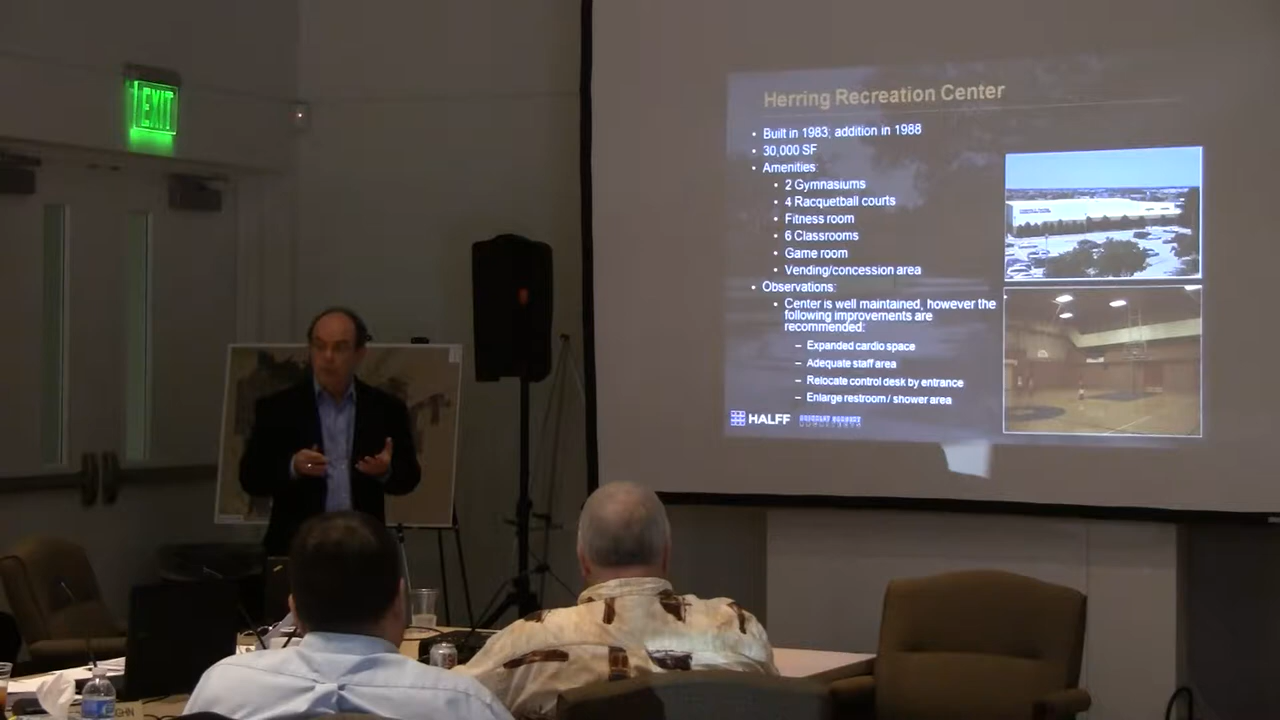 EXIT
Herring Recreation Center
• Built in 1983; addition in 1988
• 30,000 SF
• Amenities:
• 2 Gymnasiums
• 4 Racquetball courts
• Fitness room
• 6 Classrooms
• Game room
• Vending/concession area
• Observations:
• Center is well maintained, however the
following improvements are
recommended:
– Expanded cardio space
– Adequate staff area
– Relocate control desk by entrance
– Enlarge restroom / shower area
HALFF